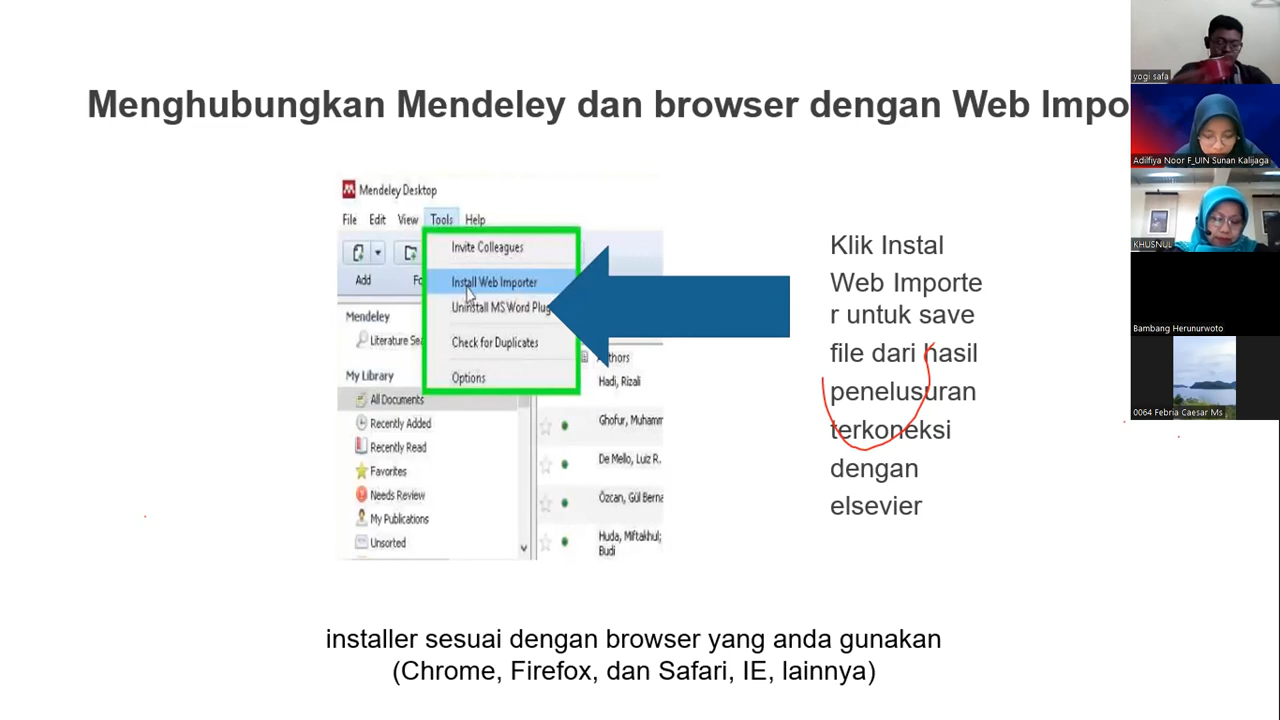 Menghubungkan Mendeley dan browser dengan Web Impo
Mendeley Desktop
File Edit View Tools Help
Add
Invite Colleagues
Install Web Importer
Uninstall MS Word Plug
Check for Duplicates
Options
Mendeley
Literature Sea
My Library
All Documents
Recently Added
Recently Read
Favorites
Needs Review
My Publications
Unsorted
Authors
Hadi, Rizali
Ghofur, Muhamm
De Mello, Luiz R.
Özcan, Gül Berna
Huda, Miftakhul;
Budi
Klik Instal
Web Importe
r untuk save
file dari hasil
penelusuran
terkoneksi
dengan
elsevier
installer sesuai dengan browser yang anda gunakan
(Chrome, Firefox, dan Safari, IE, lainnya)
yogi safa
Adilfiya Noor F_UIN Sunan Kalijaga
KHUSNUL
Bambang Herunurwoto
0064 Febria Caesar Ms